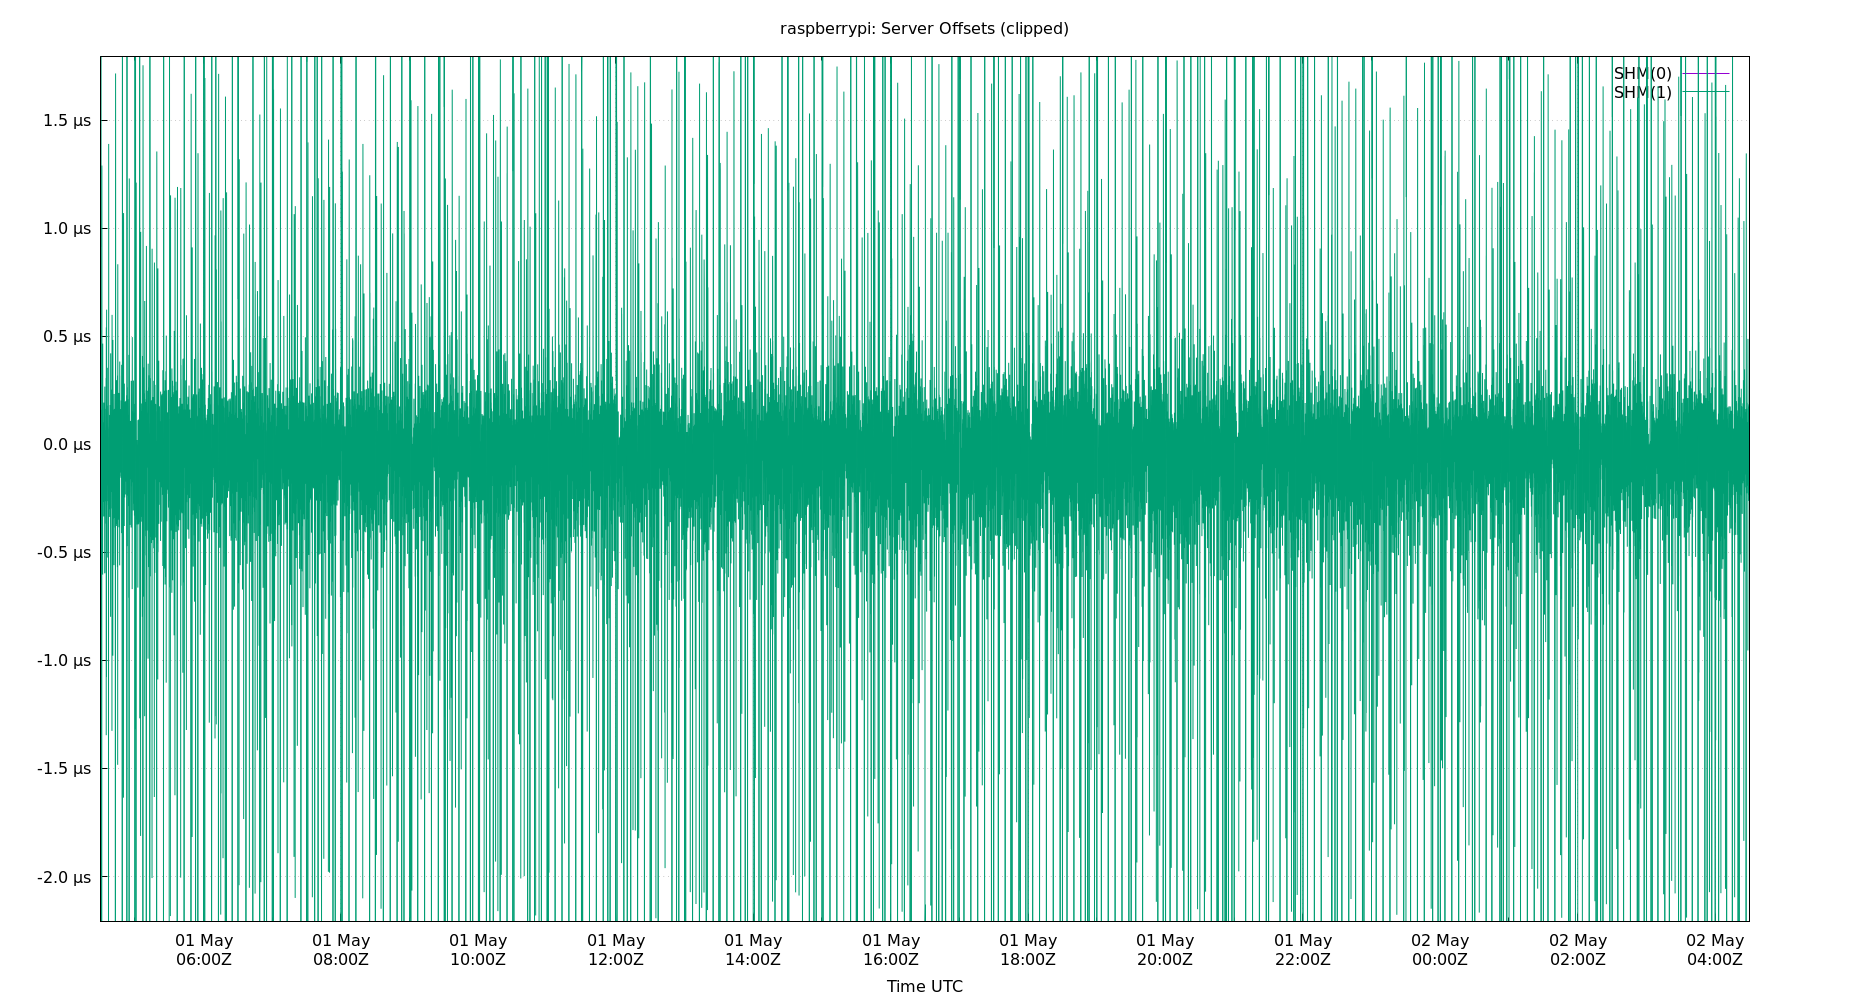 raspberrypi: Server Offsets (clipped)
SHM(0)
SHM(1)
1.5 µs
1.0 µs
0.5 µs
0.0 µs
-0.5 µs
-1.0 µs
-1.5 µs
-2.0 µs
01 May 01 May 01 May 01 May 01 May 01 May 01 May 01 May 01 May 02 May 02 May 02 May
06:00Z 08:00Z 10:00Z 12:00Z 14:00Z 16:00Z 18:00Z 20:00Z 22:00Z 00:00Z 02:00Z 04:00Z
Time UTC